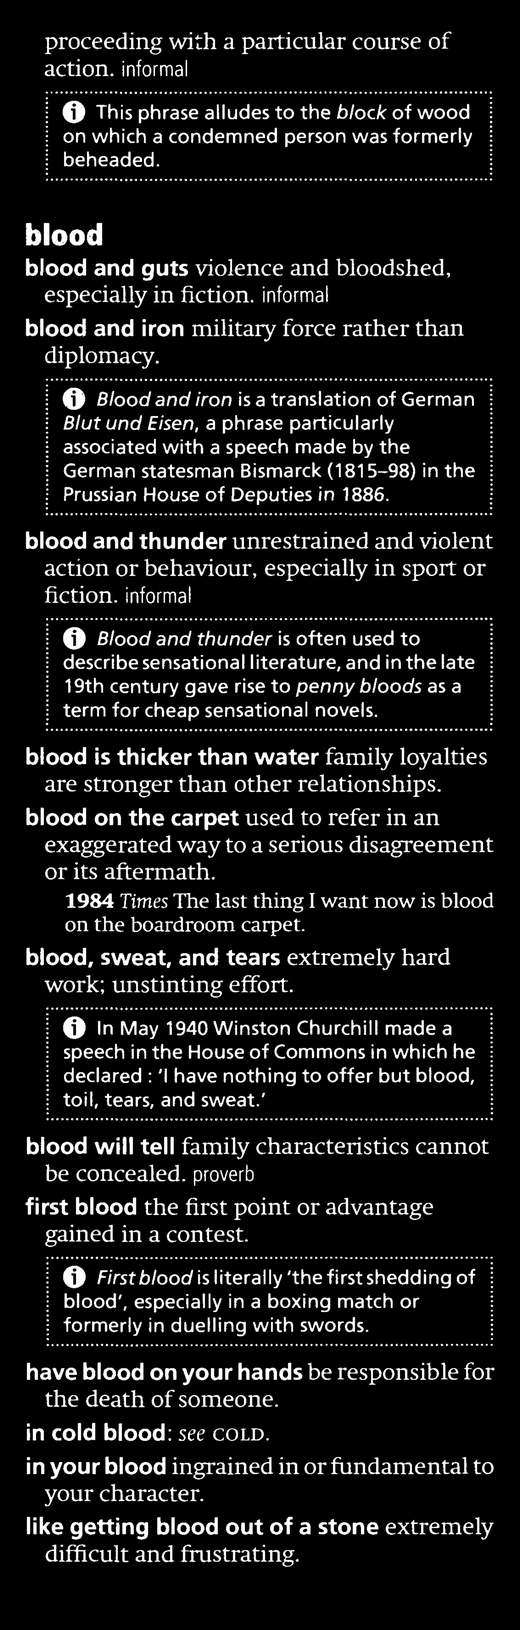 proceeding with a particular course of
action. informal
This phrase alludes to the block of wood
on which a condemned person was formerly
beheaded.
blood
blood and guts violence and bloodshed,
especially in fiction. informal
blood and iron military force rather than
diplomacy.
Blood and iron is a translation of German
Blut und Eisen, a phrase particularly
associated with a speech made by the
German statesman Bismarck (1815–98) in the
Prussian House of Deputies in 1886.
blood and thunder unrestrained and violent
action or behaviour, especially in sport or
fiction. informal
Blood and thunder is often used to
describe sensational literature, and in the late
19th century gave rise to penny bloods as a
term for cheap sensational novels.
blood is thicker than water family loyalties
are stronger than other relationships.
blood on the carpet used to refer in an
exaggerated way to a serious disagreement
or its aftermath.
1984 Times The last thing I want now is blood
on the boardroom carpet.
blood, sweat, and tears extremely hard
work; unstinting effort.
In May 1940 Winston Churchill made a
speech in the House of Commons in which he
declared : 'I have nothing to offer but blood,
toil, tears, and sweat.'
blood will tell family characteristics cannot
be concealed. proverb
first blood the first point or advantage
gained in a contest.
First blood is literally 'the first shedding of
blood', especially in a boxing match or
formerly in duelling with swords.
have blood on your hands be responsible for
the death of someone.
in cold blood: see COLD.
in your blood ingrained in or fundamental to
your character.
like getting blood out of a stone extremely
difficult and frustrating.